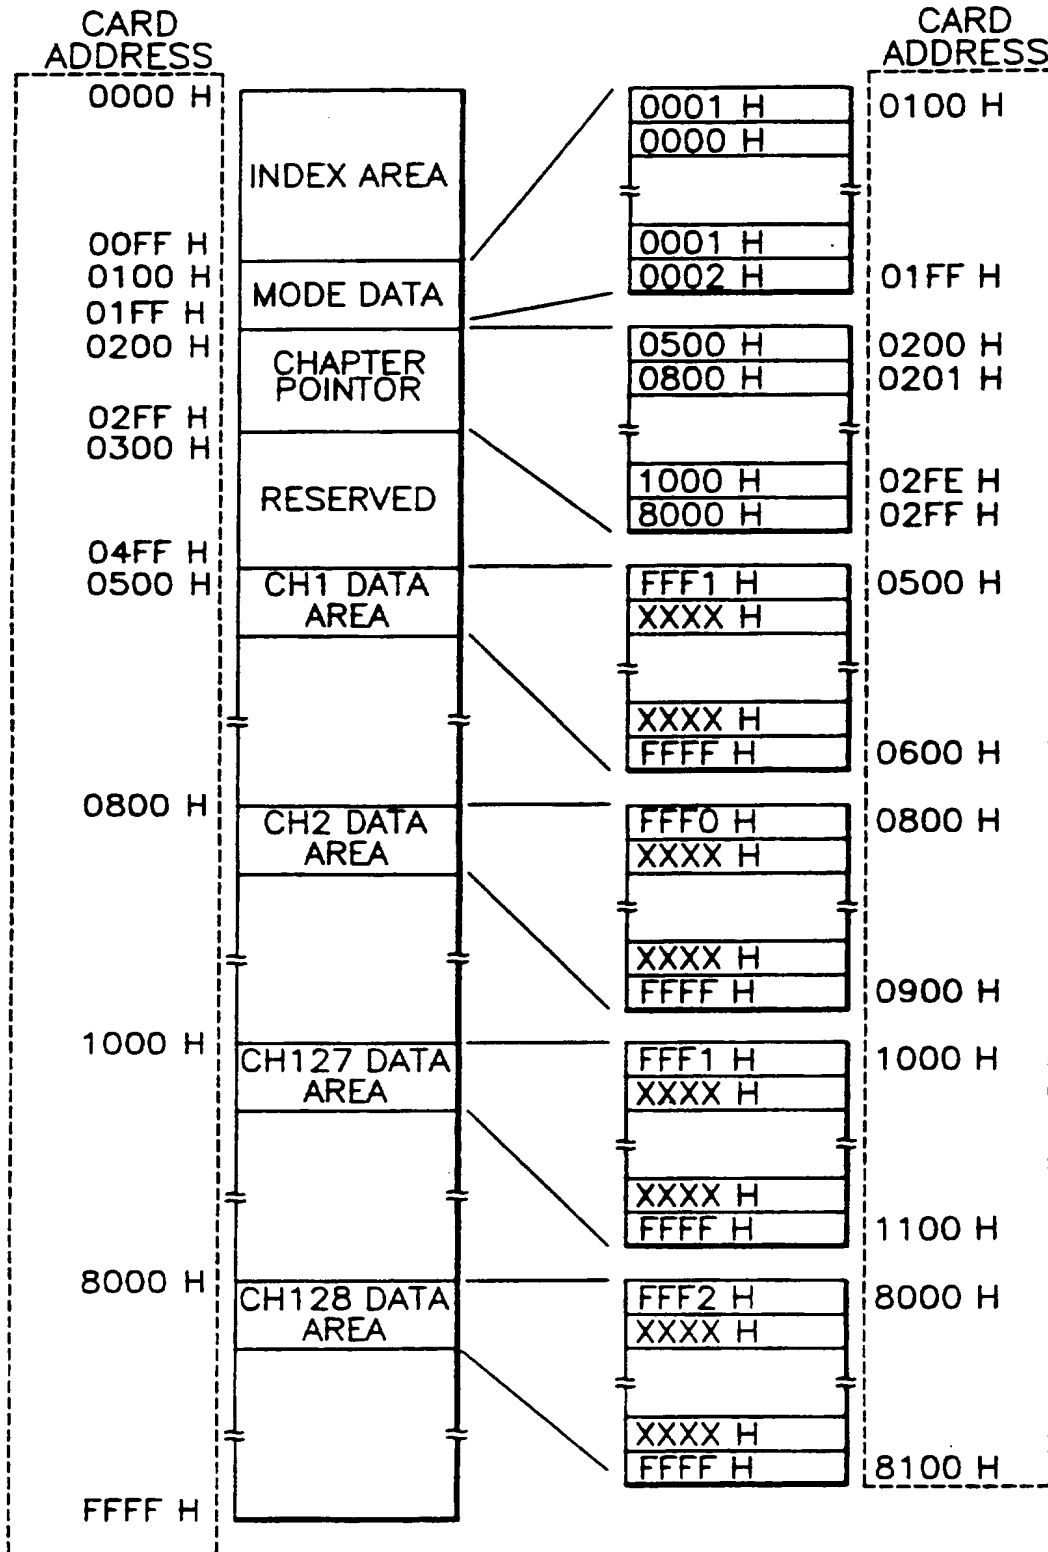 CARD
ADDRESS
0000 H
INDEX AREA
00FF H
0100 H
MODE DATA
01FF H
0200 H
CHAPTER
POINTOR
02FF H
0300 H
RESERVED
04FF H
0500 H
CH1 DATA
AREA
0800 H
CH2 DATA
AREA
1000 H
CH127 DATA
AREA
8000 H
CH128 DATA
AREA
FFFF H
CARD
ADDRESS
0001 H 0100 H
0000 H
0001 H
0002 H 01FF H
0500 H 0200 H
0800 H 0201 H
1000 H 02FE H
8000 H 02FF H
FFF1 H 0500 H
XXXX H
XXXX H
FFFF H 0600 H
FFF0 H 0800 H
XXXX H
XXXX H
FFFF H 0900 H
FFF1 H 1000 H
XXXX H
XXXX H
FFFF H 1100 H
FFF2 H 8000 H
XXXX H
XXXX H
FFFF H 8100 H